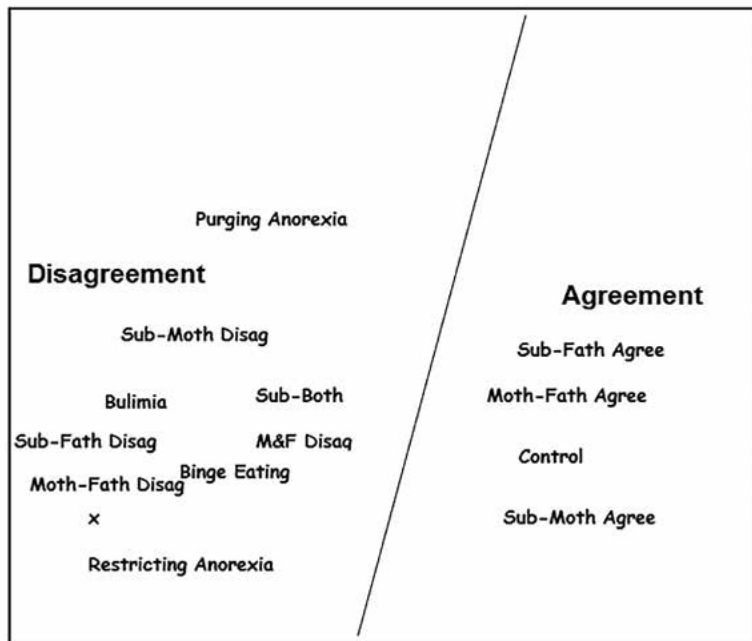 Purging Anorexia
Disagreement
Agreement
Sub-Moth Disag
Sub-Fath Agree
Bulimia
Sub-Both
Moth-Fath Agree
Sub-Fath Disag
M&F Disaq
Control
Binge Eating
Moth-Fath Disag
x
Sub-Moth Agree
Restricting Anorexia